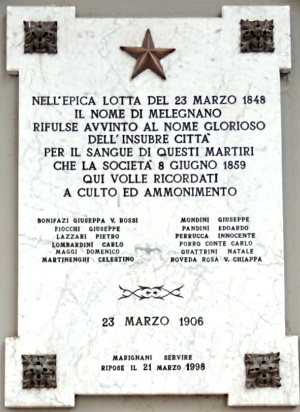 NELL'EPICA LOTTA DEL 23 MARZO 1848
IL NOME DI MELEGNANO
RIFULSE AVVINTO AL NOME GLORIOSO
DELL'INSUBRE CITTÀ
PER IL SANGUE DI QUESTI MARTIRI
CHE LA SOCIETÀ 8 GIUGNO 1859
QUI VOLLE RICORDATI
A CULTO ED AMMONIMENTO
BONIFAZI GIUSEPPA V. ROSSI
FIOCCHI GIUSEPPE
LAZZARI PIETRO
LOMBARDINI CARLO
MAGGI DOMENICO
MARTINENGHI CELESTINO
MONDINI GIUSEPPE
PANDINI EDOARDO
PERRUCCA INNOCENTE
PORRO CONTE CARLO
QUATTRINI NATALE
ROVEDA ROSA V. CHIAPPA
23 MARZO 1906
MARIGNANI SERVIRE
RIPOSE IL 21 MARZO 1998